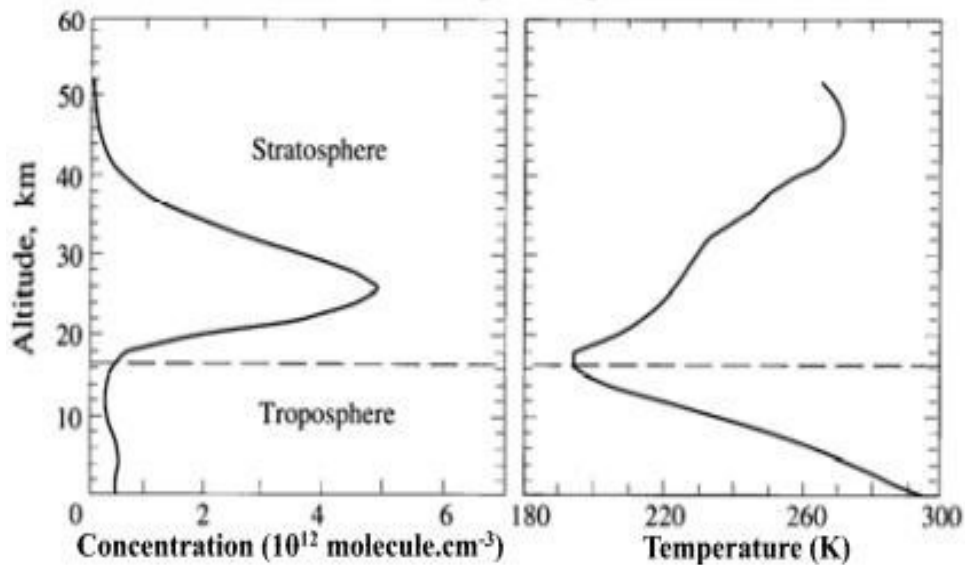 60
50
40
30
20
10
0
Altitude, km
Stratosphere
Troposphere
2 4 6
Concentration (10¹² molecule.cm⁻³)
180 220 260 300
Temperature (K)